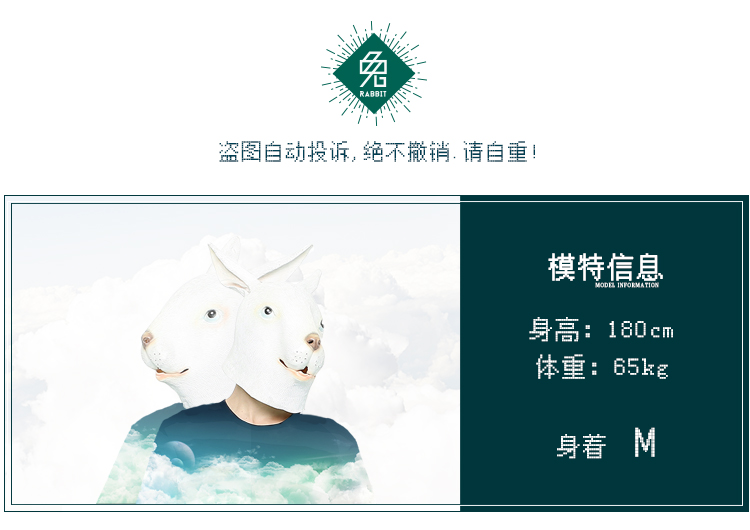 兔
RABBIT
盗图自动投诉,绝不撤销.请自重!
模特信息
MODEL INFORMATION
身高: 180cm
体重: 65kg
身着 M